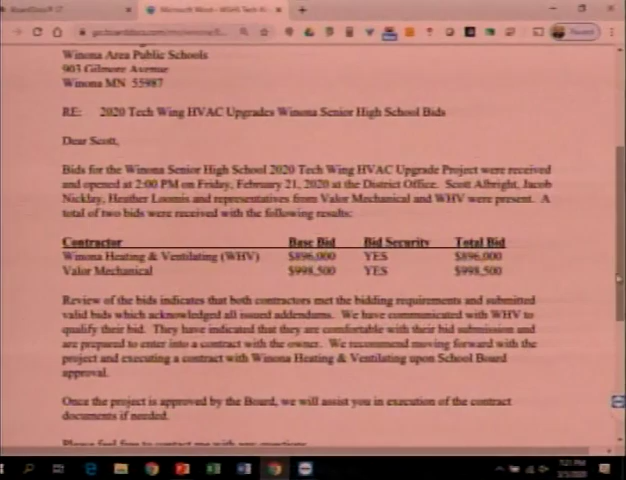 Winona Area Public Schools
903 Gilmore Avenue
Winona MN 55987
RE: 2020 Tech Wing HVAC Upgrades Winona Senior High School Bids
Dear Scott,
Bids for the Winona Senior High School 2020 Tech Wing HVAC Upgrade Project were received
and opened at 2:00 PM on Friday, February 21, 2020 at the District Office. Scott Albright, Jacob
Nickley, Heather Loomis and representatives from Valor Mechanical and WHV were present. A
total of two bids were received with the following results:
Contractor Base Bid Bid Security Total Bid
Winona Heating & Ventilating (WHV) $896,000 YES $896,000
Valor Mechanical $998,500 YES $998,500
Review of the bids indicates that both contractors met the bidding requirements and submitted
valid bids which acknowledged all issued addendums. We have communicated with WHV to
qualify their bid. They have indicated that they are comfortable with their bid submission and
are prepared to enter into a contract with the owner. We recommend moving forward with the
project and executing a contract with Winona Heating & Ventilating upon School Board
approval.
Once the project is approved by the Board, we will assist you in execution of the contract
documents if needed.
Please feel free to contact me with any questions